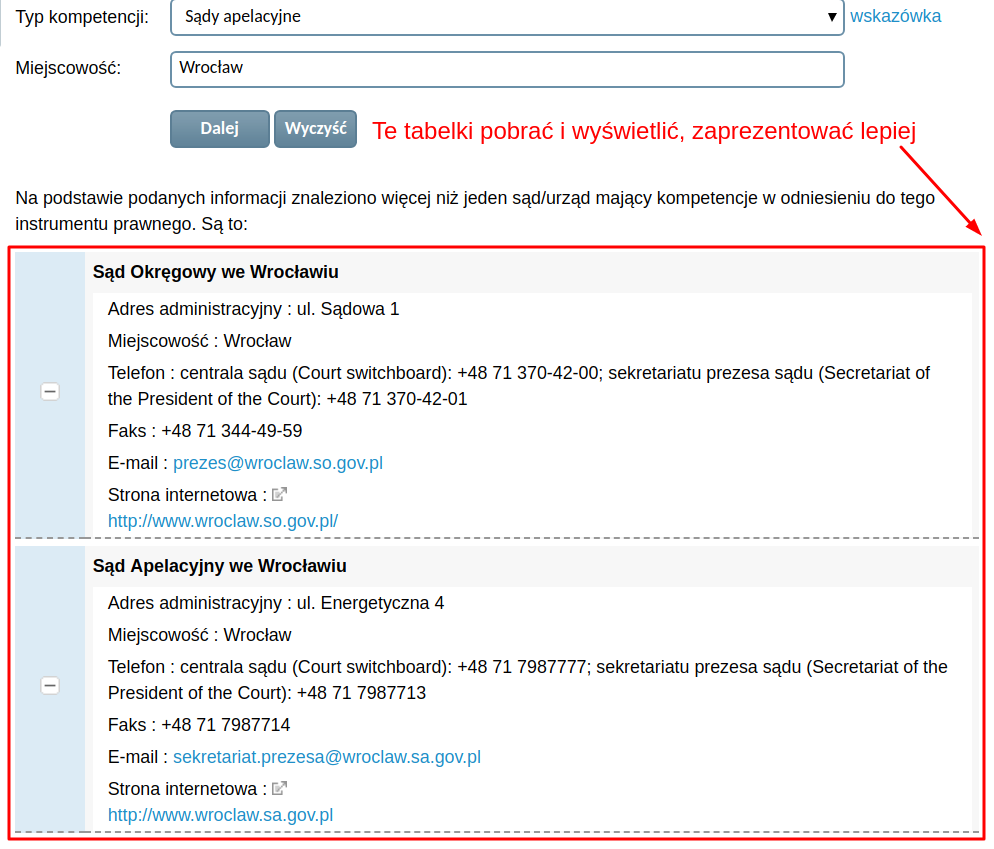 Typ kompetencji: Sądy apelacyjne wskazówka
Miejscowość: Wrocław
Dalej Wyczyść Te tabelki pobrać i wyświetlić, zaprezentować lepiej
Na podstawie podanych informacji znaleziono więcej niż jeden sąd/urząd mający kompetencje w odniesieniu do tego
instrumentu prawnego. Są to:
Sąd Okręgowy we Wrocławiu
Adres administracyjny : ul. Sądowa 1
Miejscowość : Wrocław
Telefon : centrala sądu (Court switchboard): +48 71 370-42-00; sekretariatu prezesa sądu (Secretariat of
the President of the Court): +48 71 370-42-01
Faks : +48 71 344-49-59
E-mail : prezes@wroclaw.so.gov.pl
Strona internetowa :
http://www.wroclaw.so.gov.pl/
Sąd Apelacyjny we Wrocławiu
Adres administracyjny : ul. Energetyczna 4
Miejscowość : Wrocław
Telefon : centrala sądu (Court switchboard): +48 71 7987777; sekretariatu prezesa sądu (Secretariat of the
President of the Court): +48 71 7987713
Faks : +48 71 7987714
E-mail : sekretariat.prezesa@wroclaw.sa.gov.pl
Strona internetowa :
http://www.wroclaw.sa.gov.pl